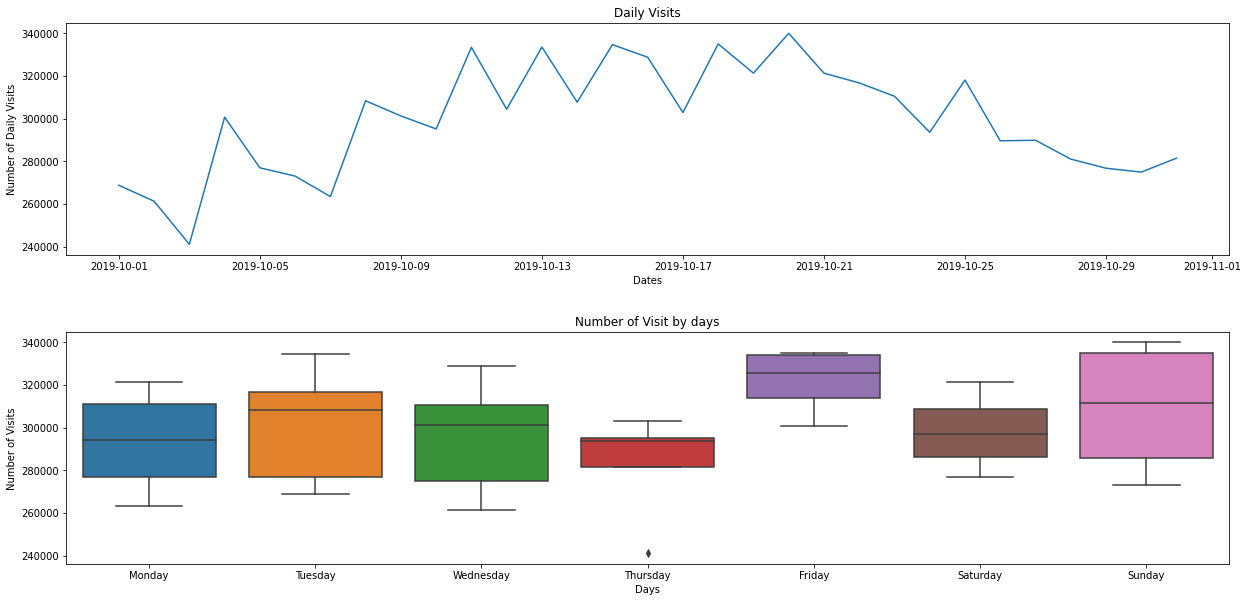 Daily Visits
Number of Daily Visits
340000
320000
300000
280000
260000
240000
2019-10-01 2019-10-05 2019-10-09 2019-10-13 2019-10-17 2019-10-21 2019-10-25 2019-10-29 2019-11-01
Dates
Number of Visit by days
Number of Visits
340000
320000
300000
280000
260000
240000
Monday Tuesday Wednesday Thursday Friday Saturday Sunday
Days